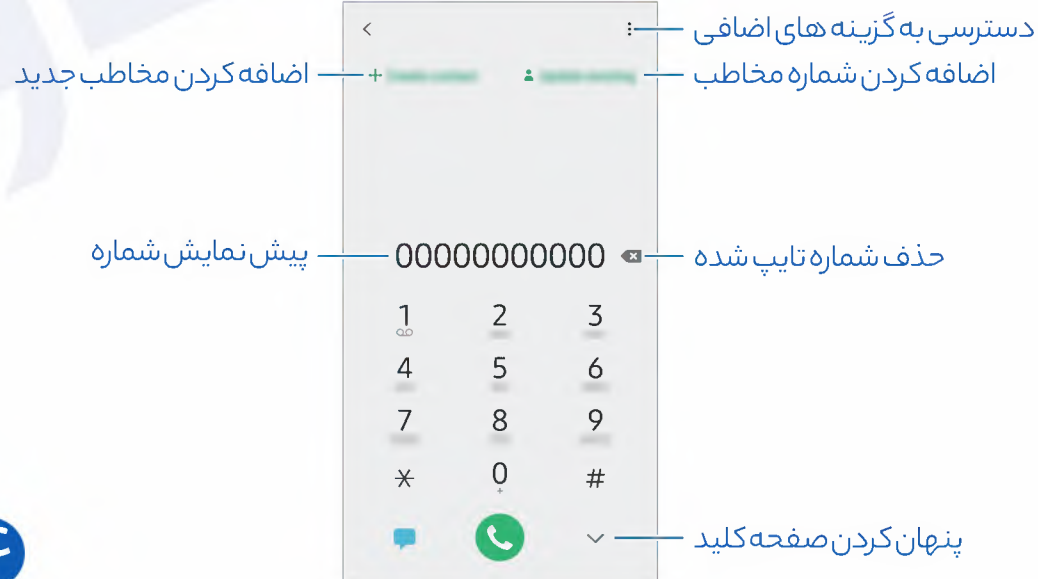 دسترسی به گزینه های اضافی
اضافه کردن شماره مخاطب
اضافه کردن مخاطب جدید
پیش نمایش شماره
00000000000
حذف شماره تایپ شده
1 2 3
4 5 6
7 8 9
* 0 #
+
پنهان کردن صفحه کلید